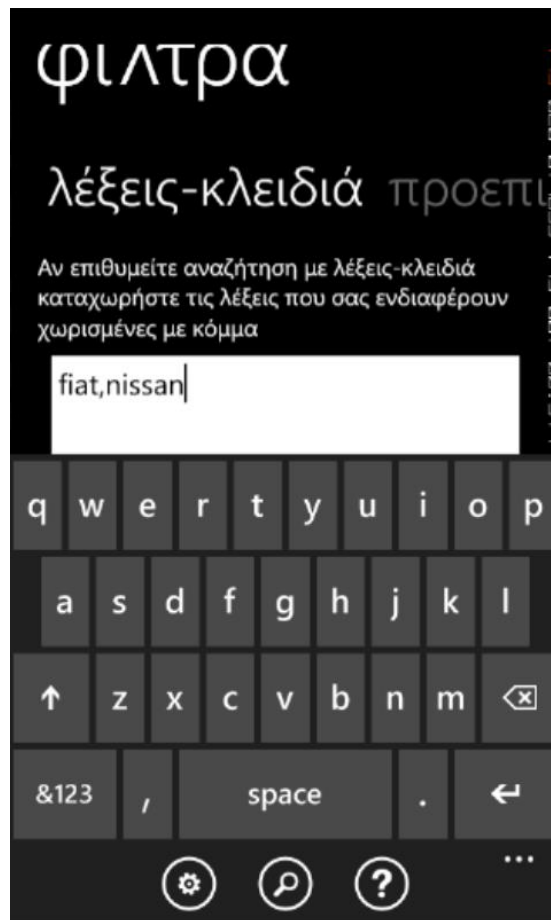 φιλτρα
λέξεις-κλειδιά προεπι
Αν επιθυμείτε αναζήτηση με λέξεις-κλειδιά
καταχωρήστε τις λέξεις που σας ενδιαφέρουν
χωρισμένες με κόμμα
fiat,nissan
q w e r t y u i o p
a s d f g h j k l
z x c v b n m
&123 , space .
?